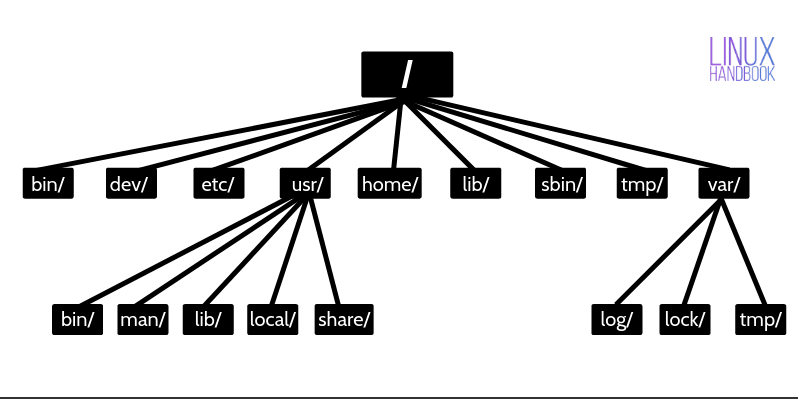 LINUX
HANDBOOK
/
bin/ dev/ etc/ usr/ home/ lib/ sbin/ tmp/ var/
bin/ man/ lib/ local/ share/ log/ lock/ tmp/